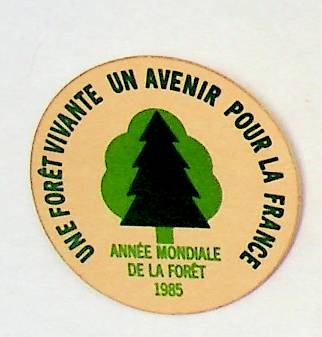 UNE FORÊT VIVANTE UN AVENIR POUR LA FRANCE
ANNÉE MONDIALE
DE LA FORÊT
1985